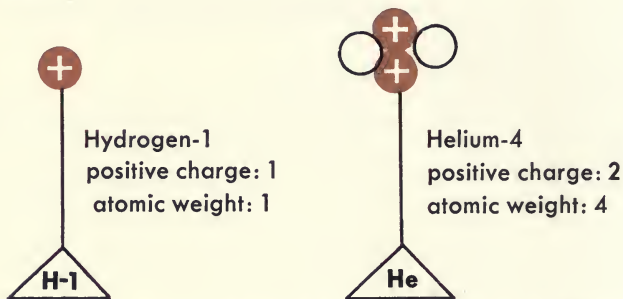 +
+
+
Hydrogen-1
positive charge: 1
atomic weight: 1
H-1
Helium-4
positive charge: 2
atomic weight: 4
He